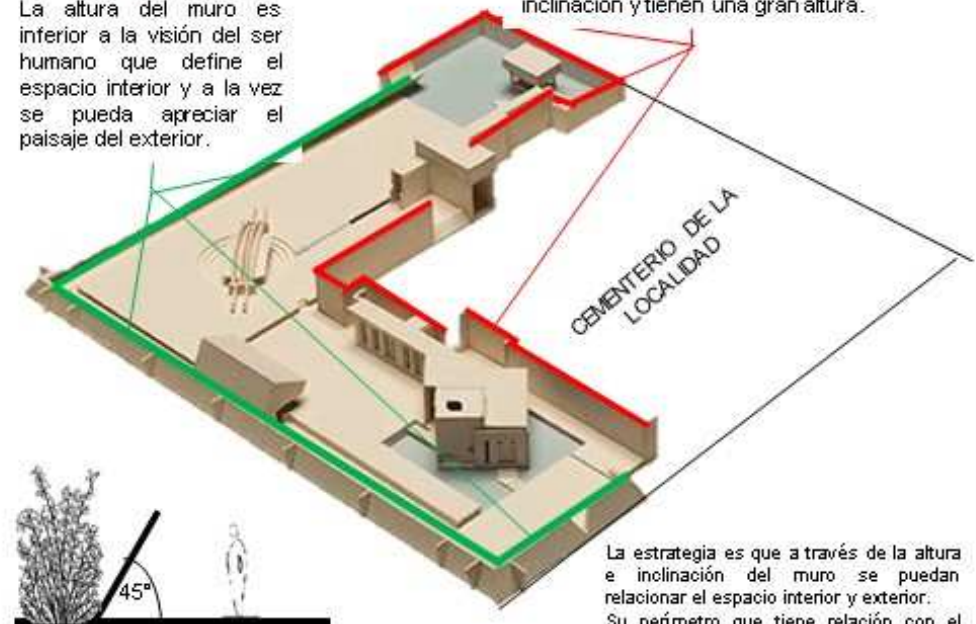 La altura del muro es
inferior a la visión del ser
humano que define el
espacio interior y a la vez
se pueda apreciar el
paisaje del exterior.
inclinación y tienen una gran altura.
CEMENTERIO DE LA
LOCALIDAD
45°
La estrategia es que a través de la altura
e inclinación del muro se puedan
relacionar el espacio interior y exterior.
Su perímetro que tiene relación con el